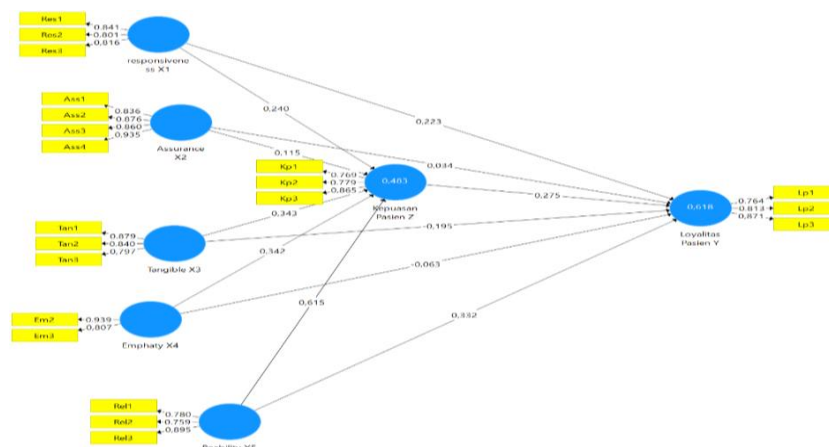 Res1
0,841
Res2
0,801
Res3
0,816
responsivene
ss X1
0,240
0,223
Ass1
0,836
Ass2
0,876
Ass3
0,860
Ass4
0,935
Assurance
X2
0,115
0,034
Kp1
0,769
Kp2
0,779
Kp3
0,865
0,483
Kepuasan
Pasien Z
0,275
0,618
Loyalitas
Pasien Y
0,764
Lp1
0,813
Lp2
0,871
Lp3
Tan1
0,879
Tan2
0,840
Tan3
0,797
Tangible X3
0,343
0,195
0,342
-0,063
Em2
0,939
Em3
0,807
Emphaty X4
0,615
0,332
Rel1
0,780
Rel2
0,759
Rel3
0,895